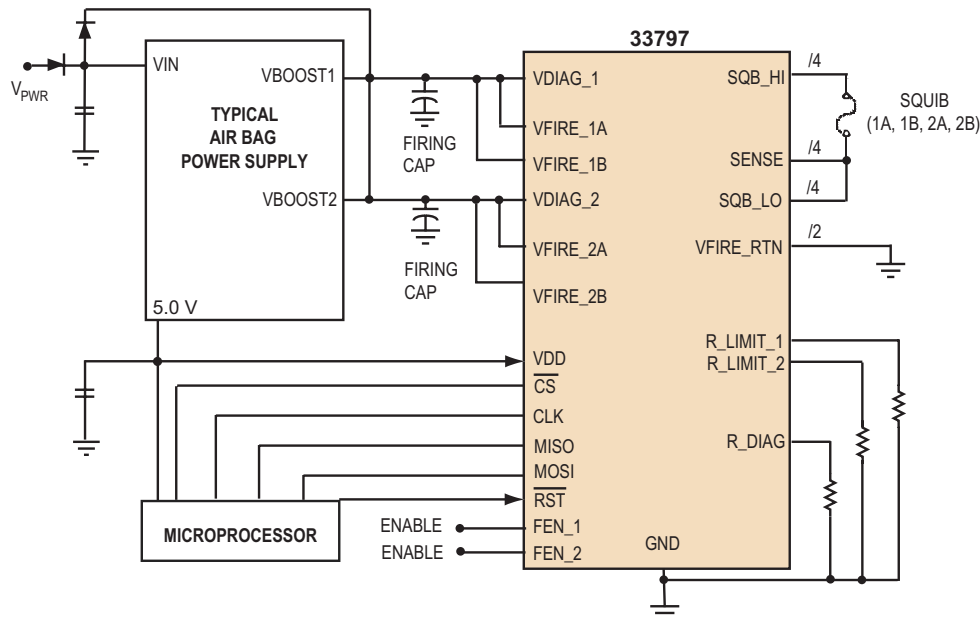 33797
VIN
V_PWR
VBOOST1
TYPICAL
AIR BAG
POWER SUPPLY
VBOOST2
5.0 V
FIRING
CAP
FIRING
CAP
VDIAG_1
VFIRE_1A
VFIRE_1B
VDIAG_2
VFIRE_2A
VFIRE_2B
VDD
CS
CLK
MISO
MOSI
RST
FEN_1
FEN_2
ENABLE
ENABLE
MICROPROCESSOR
GND
SQB_HI
SENSE
SQB_LO
VFIRE_RTN
R_LIMIT_1
R_LIMIT_2
R_DIAG
/4
/4
/4
/2
SQUIB
(1A, 1B, 2A, 2B)